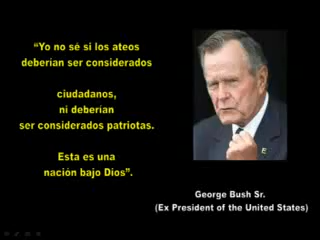 “Yo no sé si los ateos
deberían ser considerados
ciudadanos,
ni deberían
ser considerados patriotas.
Esta es una
nación bajo Dios”.
George Bush Sr.
(Ex President of the United States)